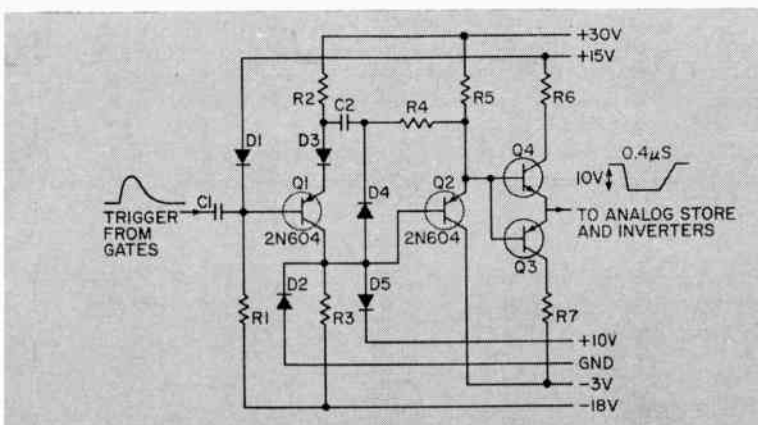 +30V
+15V
R2
C2
R4
R5
R6
D1
D3
Q4
0.4μS
10V
Q1
D4
Q2
C1
TRIGGER
FROM
GATES
2N604
2N604
TO ANALOG STORE
AND INVERTERS
Q3
D2
D5
R1
R3
R7
+10V
GND
-3V
-18V